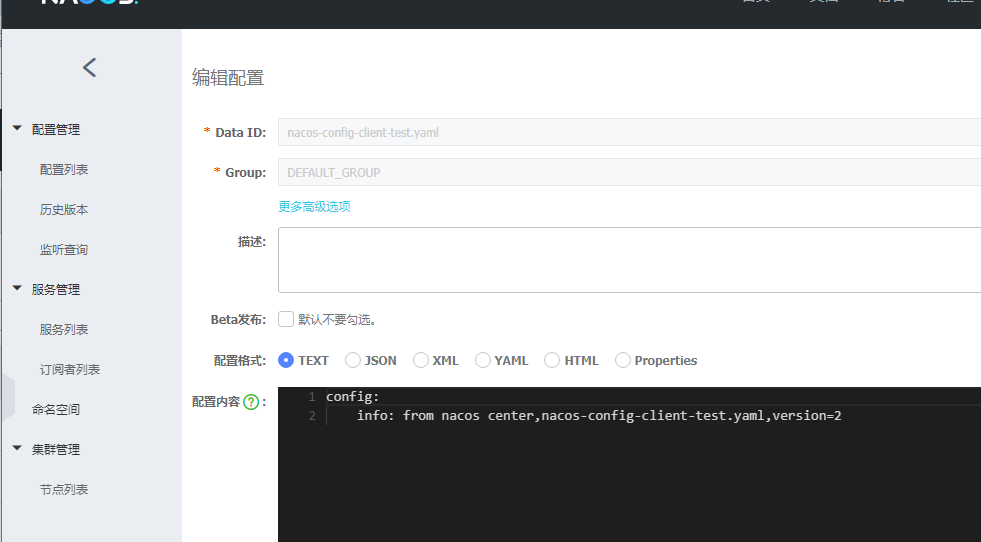 编辑配置
配置管理
* Data ID: nacos-config-client-test.yaml
配置列表
* Group: DEFAULT_GROUP
历史版本
更多高级选项
监听查询
描述:
服务管理
服务列表
Beta发布: 默认不要勾选。
订阅者列表
配置格式: TEXT JSON XML YAML HTML Properties
命名空间
集群管理
节点列表
配置内容 ? :
1 config:
2 info: from nacos center,nacos-config-client-test.yaml,version=2